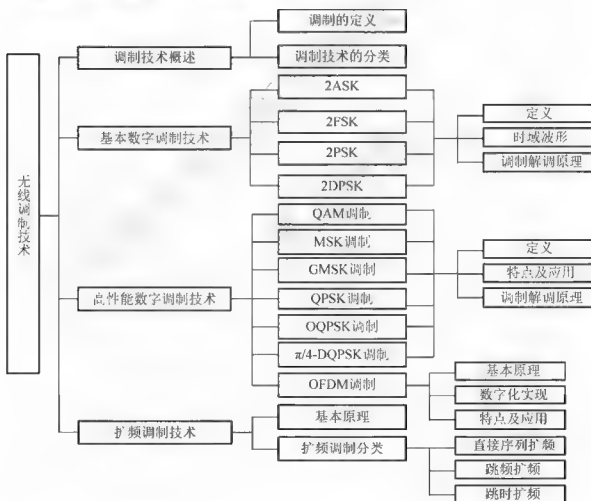 无线调制技术
调制技术概述
调制的定义
调制技术的分类
基本数字调制技术
2ASK
2FSK
2PSK
2DPSK
定义
时域波形
调制解调原理
高性能数字调制技术
QAM调制
MSK调制
GMSK调制
QPSK调制
OQPSK调制
π/4-DQPSK调制
定义
特点及应用
调制解调原理
OFDM调制
基本原理
数字化实现
特点及应用
扩频调制技术
基本原理
扩频调制分类
直接序列扩频
跳频扩频
跳时扩频